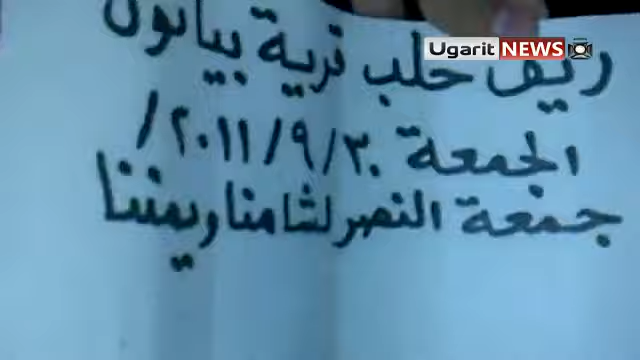 Ugarit NEWS
ريف حلب قرية بيانون
الجمعة ٢٠١١/٩/٣٠/
جمعة النصر لشامنا ويمننا